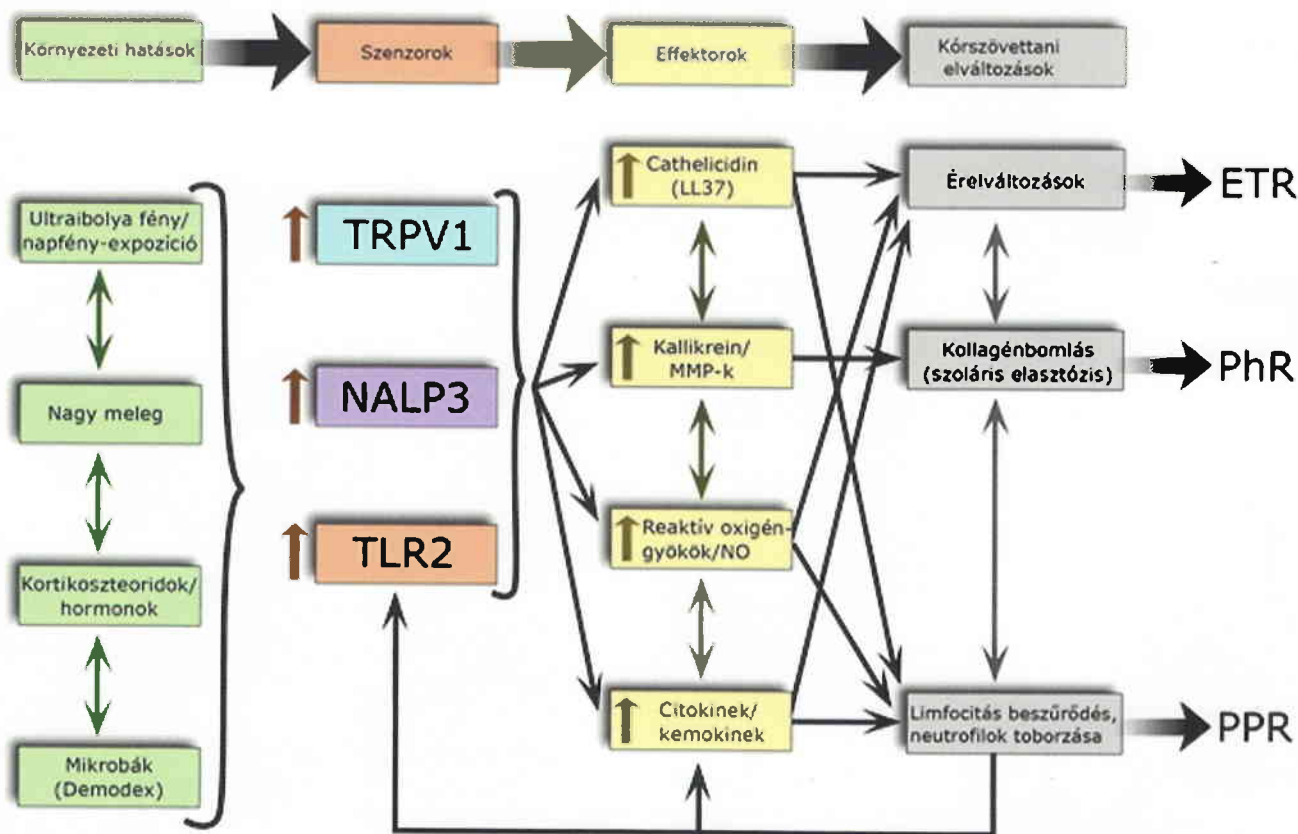 Környezeti hatások
Szenzorok
Effektorok
Kórszövettani
elváltozások
Ultraibolya fény/
napfény-expozíció
Nagy meleg
Kortikoszteoridok/
hormonok
Mikrobák
(Demodex)
TRPV1
NALP3
TLR2
Cathelicidin
(LL37)
Kallikrein/
MMP-k
Reaktív oxigén-
gyökök/NO
Citokinek/
kemokinek
Érelváltozások
Kollagénbomlás
(szoláris elasztózis)
Limfocitás beszűrődés,
neutrofilok toborzása
ETR
PhR
PPR